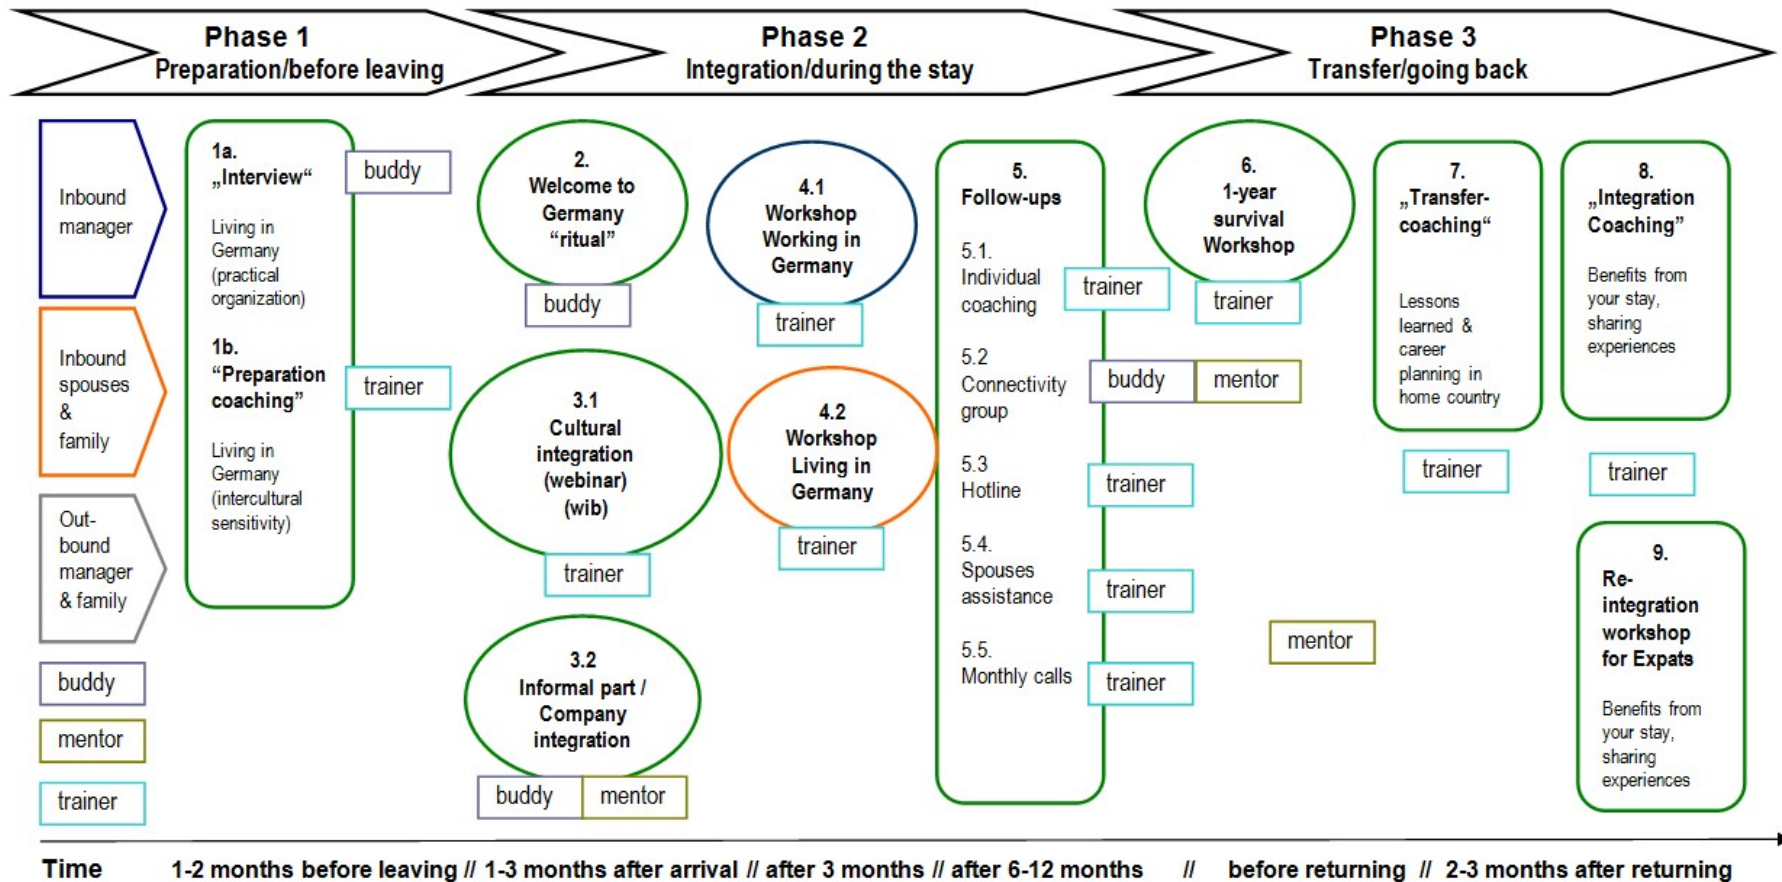 Phase 1
Preparation/before leaving
Phase 2
Integration/during the stay
Phase 3
Transfer/going back
Inbound
manager
Inbound
spouses
&
family
Out-
bound
manager
& family
buddy
mentor
trainer
1a.
„Interview“
Living in
Germany
(practical
organization)
buddy
1b.
“Preparation
coaching”
Living in
Germany
(intercultural
sensitivity)
trainer
2.
Welcome to
Germany
“ritual”
buddy
3.1
Cultural
integration
(webinar)
(wib)
trainer
3.2
Informal part /
Company
integration
buddy
mentor
4.1
Workshop
Working in
Germany
trainer
4.2
Workshop
Living in
Germany
trainer
5.
Follow-ups
5.1.
Individual
coaching
trainer
5.2
Connectivity
group
buddy
mentor
5.3
Hotline
trainer
5.4.
Spouses
assistance
trainer
5.5.
Monthly calls
trainer
6.
1-year
survival
Workshop
trainer
mentor
7.
„Transfer-
coaching“
Lessons
learned &
career
planning in
home country
trainer
8.
„Integration
Coaching”
Benefits from
your stay,
sharing
experiences
trainer
9.
Re-
integration
workshop
for Expats
Benefits from
your stay,
sharing
experiences
Time 1-2 months before leaving // 1-3 months after arrival // after 3 months // after 6-12 months // before returning // 2-3 months after returning